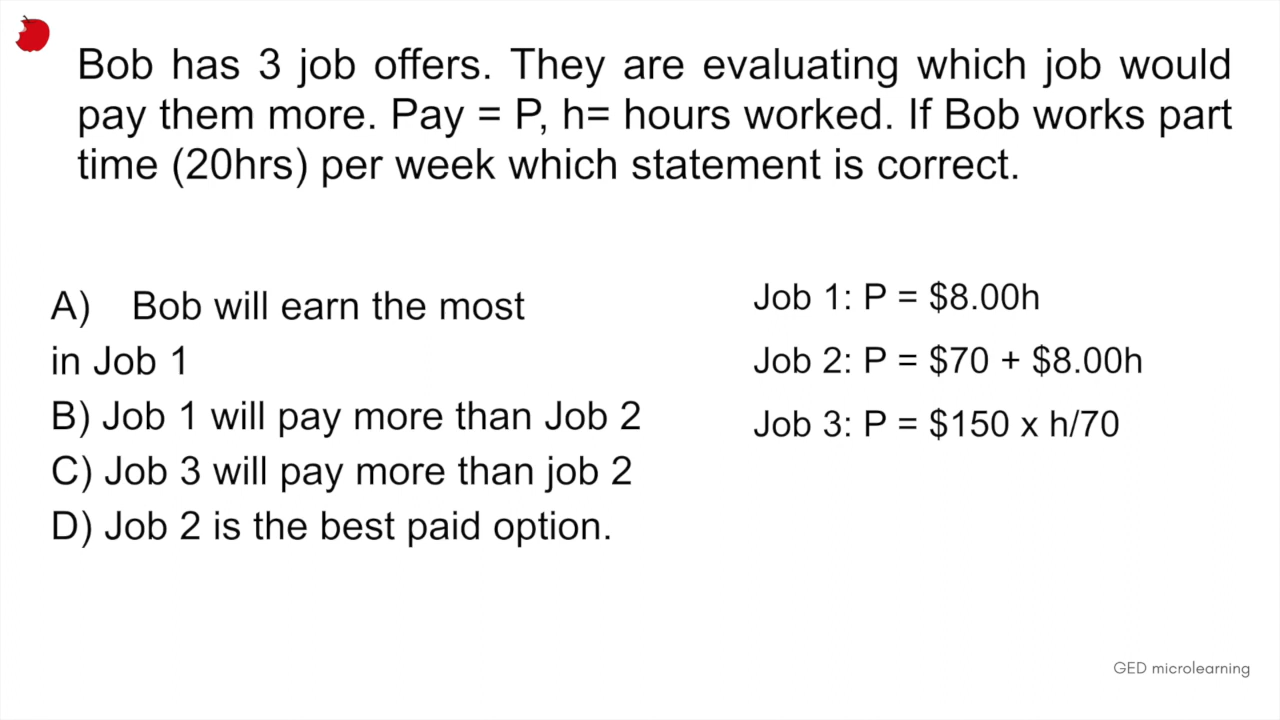 Bob has 3 job offers. They are evaluating which job would
pay them more. Pay = P, h= hours worked. If Bob works part
time (20hrs) per week which statement is correct.
A) Bob will earn the most
in Job 1
B) Job 1 will pay more than Job 2
C) Job 3 will pay more than job 2
D) Job 2 is the best paid option.
Job 1: P = $8.00h
Job 2: P = $70 + $8.00h
Job 3: P = $150 x h/70
GED microlearning